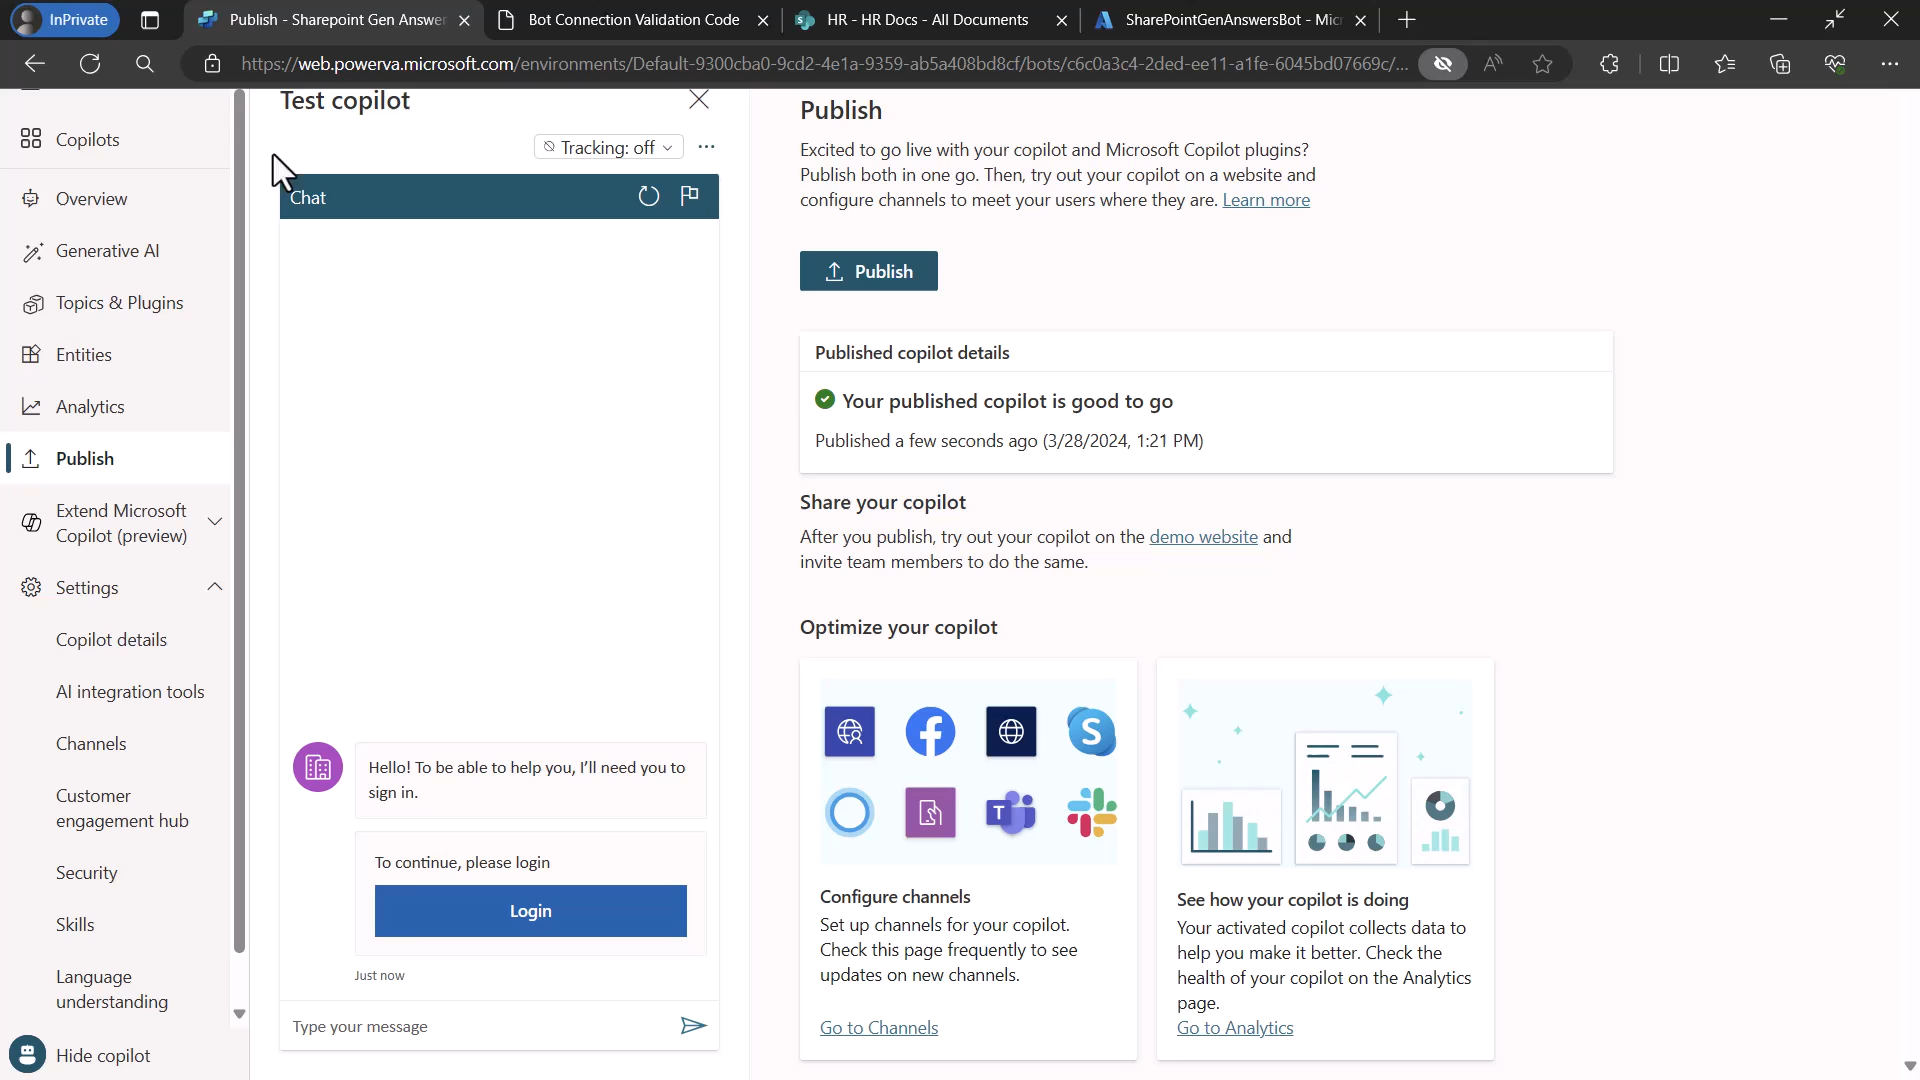 InPrivate
Publish - Sharepoint Gen Answer
Bot Connection Validation Code
HR - HR Docs - All Documents
SharePointGenAnswersBot - Mic
https://web.powerva.microsoft.com/environments/Default-9300cba0-9cd2-4e1a-9359-ab5a408bd8cf/bots/c6c0a3c4-2ded-ee11-a1fe-6045bd07669c/...
Copilots
Overview
Generative AI
Topics & Plugins
Entities
Analytics
Publish
Extend Microsoft
Copilot (preview)
Settings
Copilot details
AI integration tools
Channels
Customer
engagement hub
Security
Skills
Language
understanding
Hide copilot
Test copilot
Tracking: off
Chat
Hello! To be able to help you, I'll need you to
sign in.
To continue, please login
Login
Just now
Type your message
Publish
Excited to go live with your copilot and Microsoft Copilot plugins?
Publish both in one go. Then, try out your copilot on a website and
configure channels to meet your users where they are. Learn more
Publish
Published copilot details
Your published copilot is good to go
Published a few seconds ago (3/28/2024, 1:21 PM)
Share your copilot
After you publish, try out your copilot on the demo website and
invite team members to do the same.
Optimize your copilot
S
T
Configure channels
Set up channels for your copilot.
Check this page frequently to see
updates on new channels.
Go to Channels
See how your copilot is doing
Your activated copilot collects data to
help you make it better. Check the
health of your copilot on the Analytics
page.
Go to Analytics